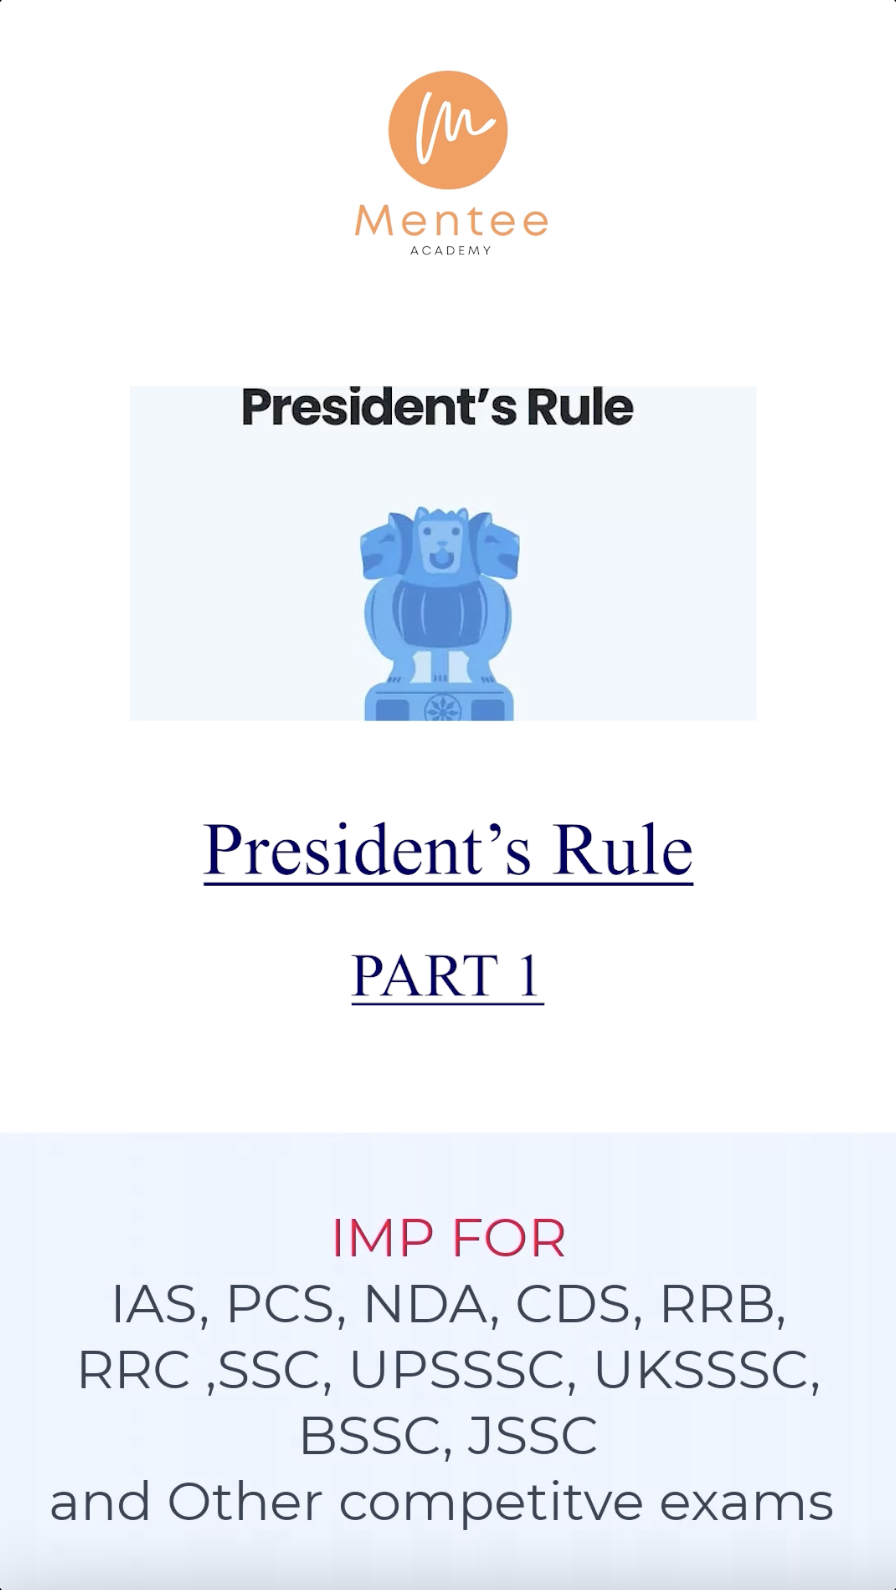 Mentee
ACADEMY
President’s Rule
President’s Rule
PART 1
IMP FOR
IAS, PCS, NDA, CDS, RRB,
RRC ,SSC, UPSSSC, UKSSSC,
BSSC, JSSC
and Other competitve exams